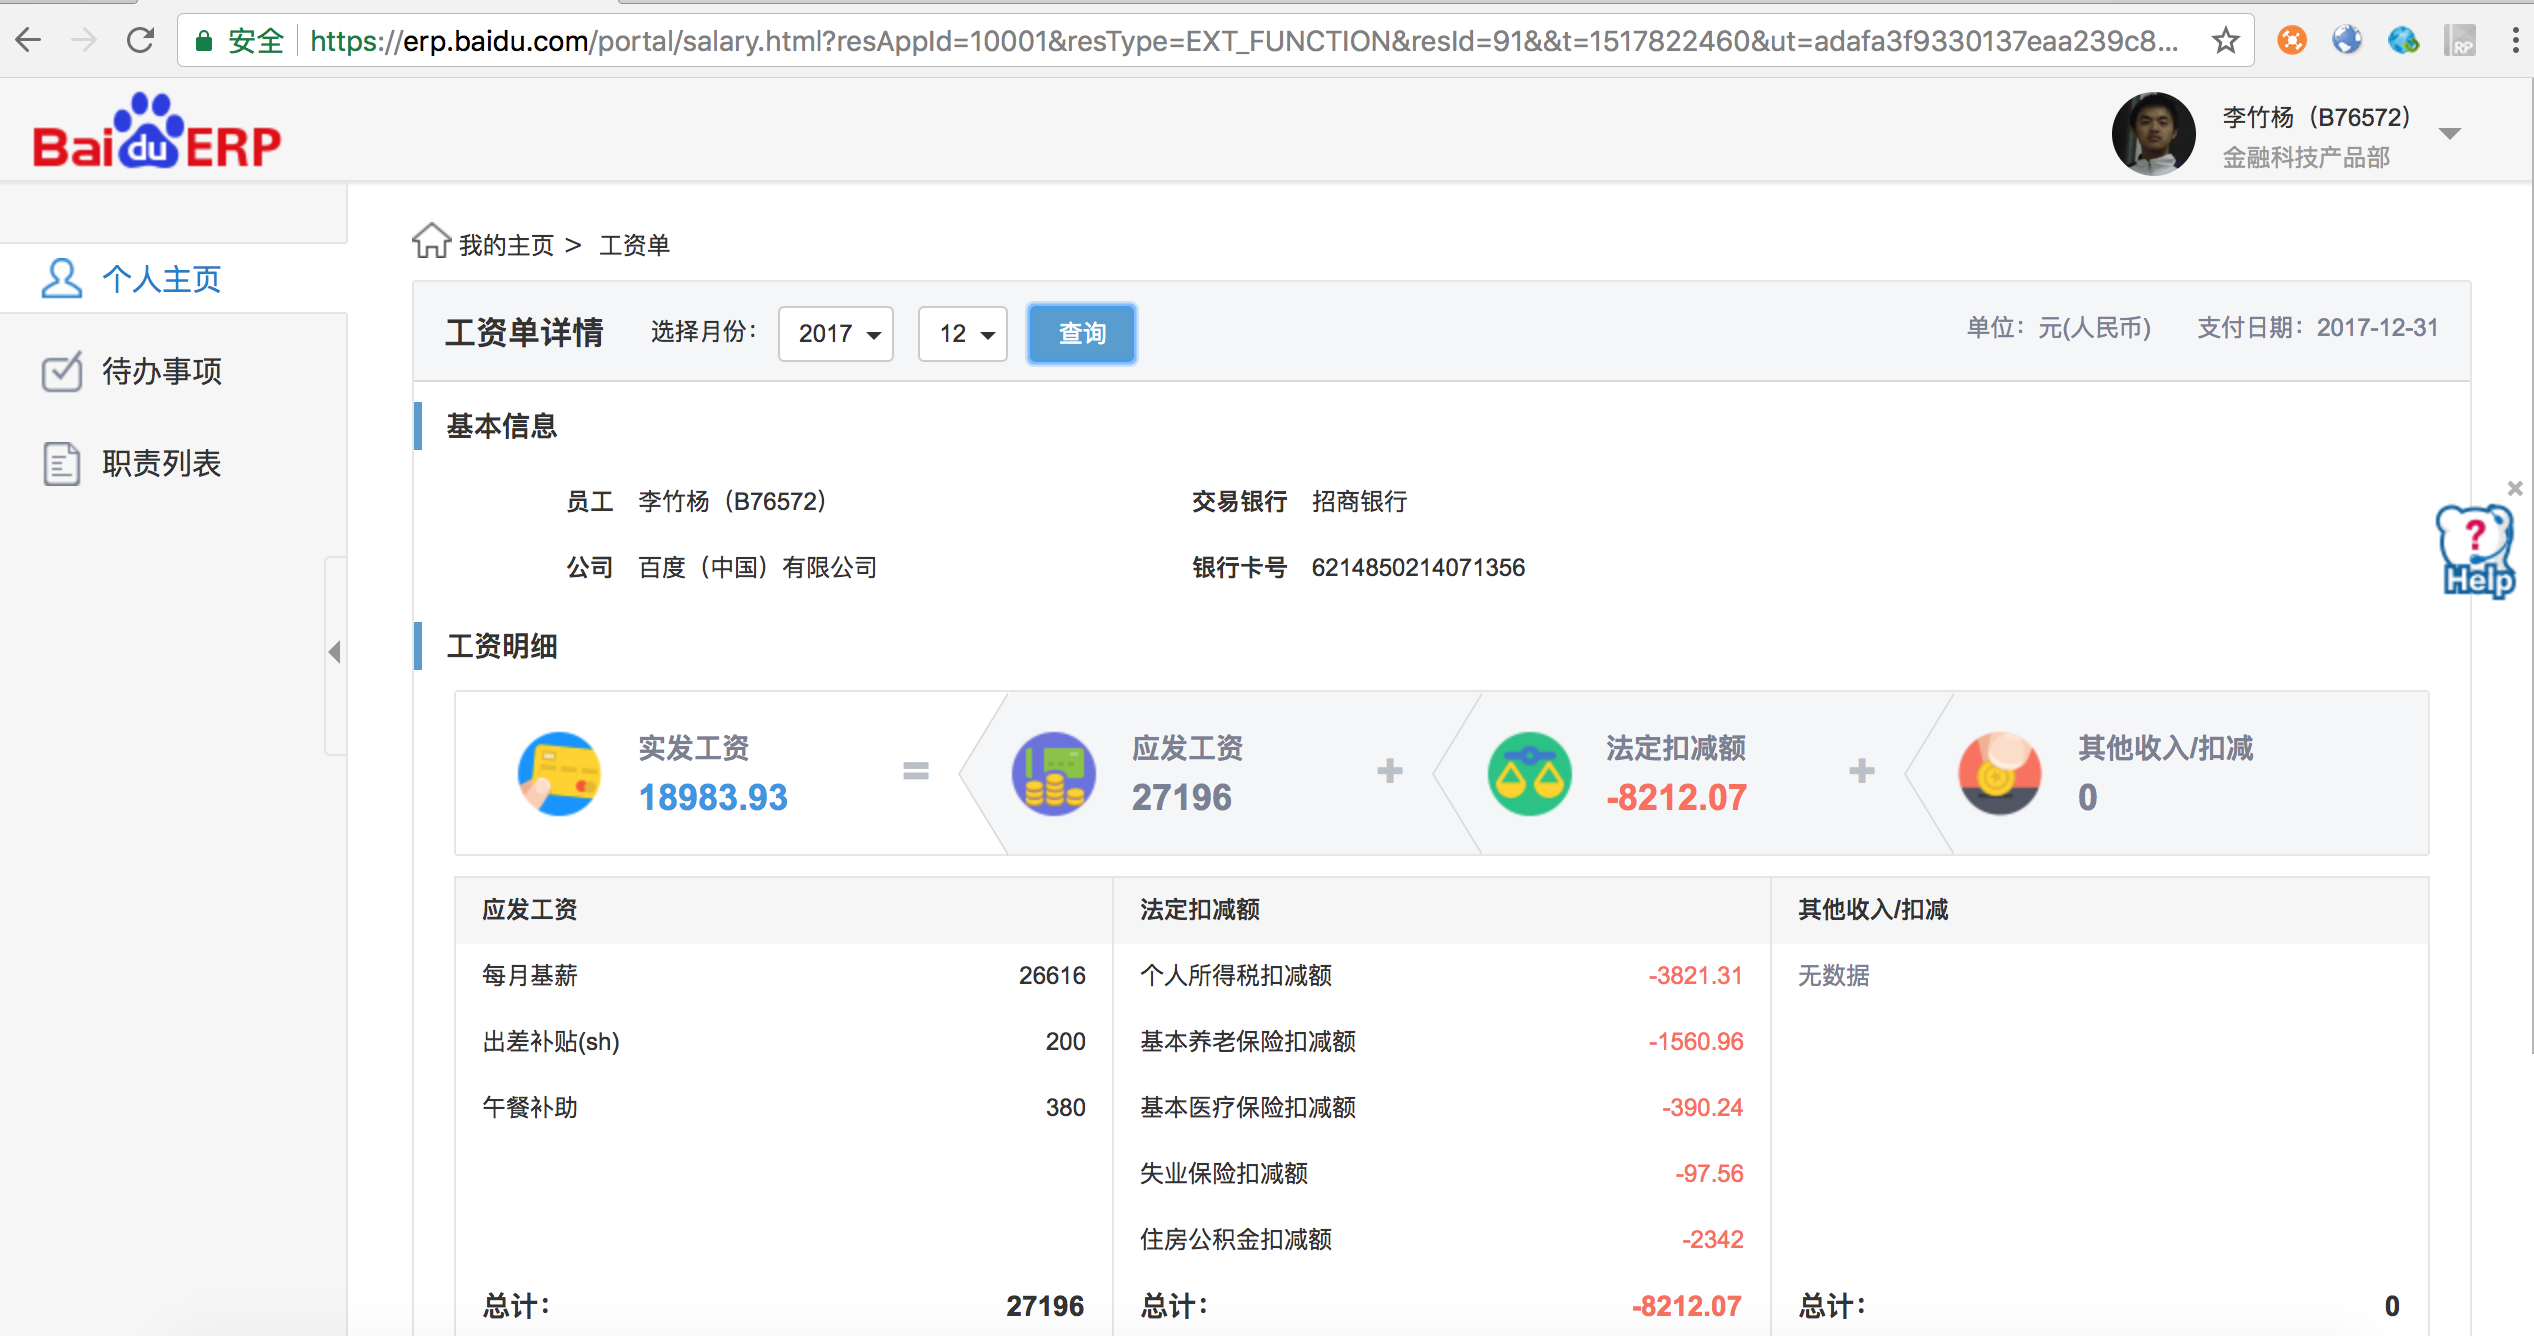 安全 https://erp.baidu.com/portal/salary.html?resAppId=10001&resType=EXT_FUNCTION&resId=91&&t=1517822460&ut=adafa3f9330137eaa239c8...
RP
Bai du ERP
李竹杨（B76572）
金融科技产品部
个人主页
待办事项
职责列表
我的主页 > 工资单
工资单详情 选择月份： 2017 12 查询 单位：元(人民币) 支付日期：2017-12-31
基本信息
员工 李竹杨（B76572） 交易银行 招商银行
公司 百度（中国）有限公司 银行卡号 6214850214071356
? Help
工资明细
实发工资 应发工资 法定扣减额 其他收入/扣减
18983.93 = 27196 + -8212.07 + 0
应发工资 法定扣减额 其他收入/扣减
每月基薪 26616 个人所得税扣减额 -3821.31 无数据
出差补贴(sh) 200 基本养老保险扣减额 -1560.96
午餐补助 380 基本医疗保险扣减额 -390.24
失业保险扣减额 -97.56
住房公积金扣减额 -2342
总计： 27196 总计： -8212.07 总计： 0